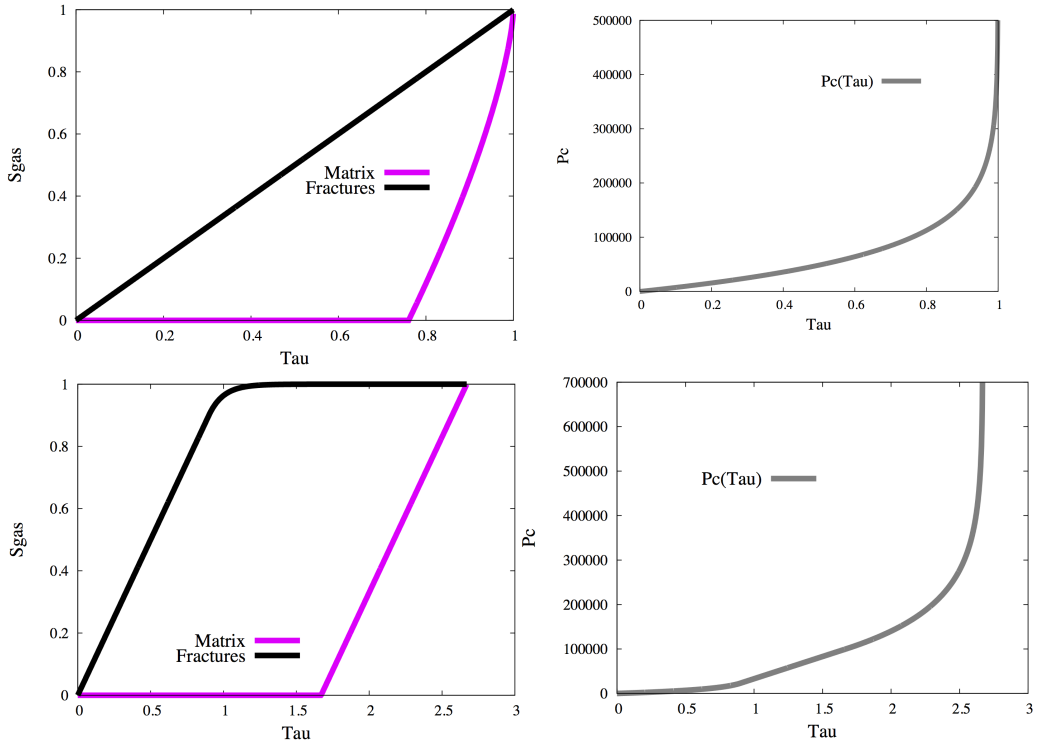 1
0.8
0.6
0.4
0.2
0
Sgas
Matrix
Fractures
0 0.2 0.4 0.6 0.8 1
Tau
500000
400000
300000
200000
100000
0
Pc
Pc(Tau)
0 0.2 0.4 0.6 0.8 1
Tau
1
0.8
0.6
0.4
0.2
0
Sgas
Matrix
Fractures
0 0.5 1 1.5 2 2.5 3
Tau
700000
600000
500000
400000
300000
200000
100000
0
Pc
Pc(Tau)
0 0.5 1 1.5 2 2.5 3
Tau